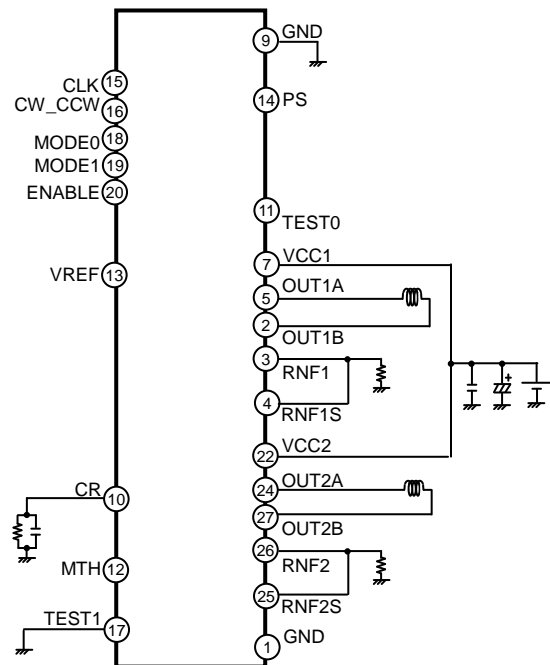 9 GND
15 CLK
16 CW_CCW
14 PS
18 MODE0
19 MODE1
20 ENABLE
11 TEST0
7 VCC1
13 VREF
5 OUT1A
2 OUT1B
3 RNF1
+
4 RNF1S
22 VCC2
24 OUT2A
10 CR
27 OUT2B
26 RNF2
12 MTH
25 RNF2S
17 TEST1
1 GND